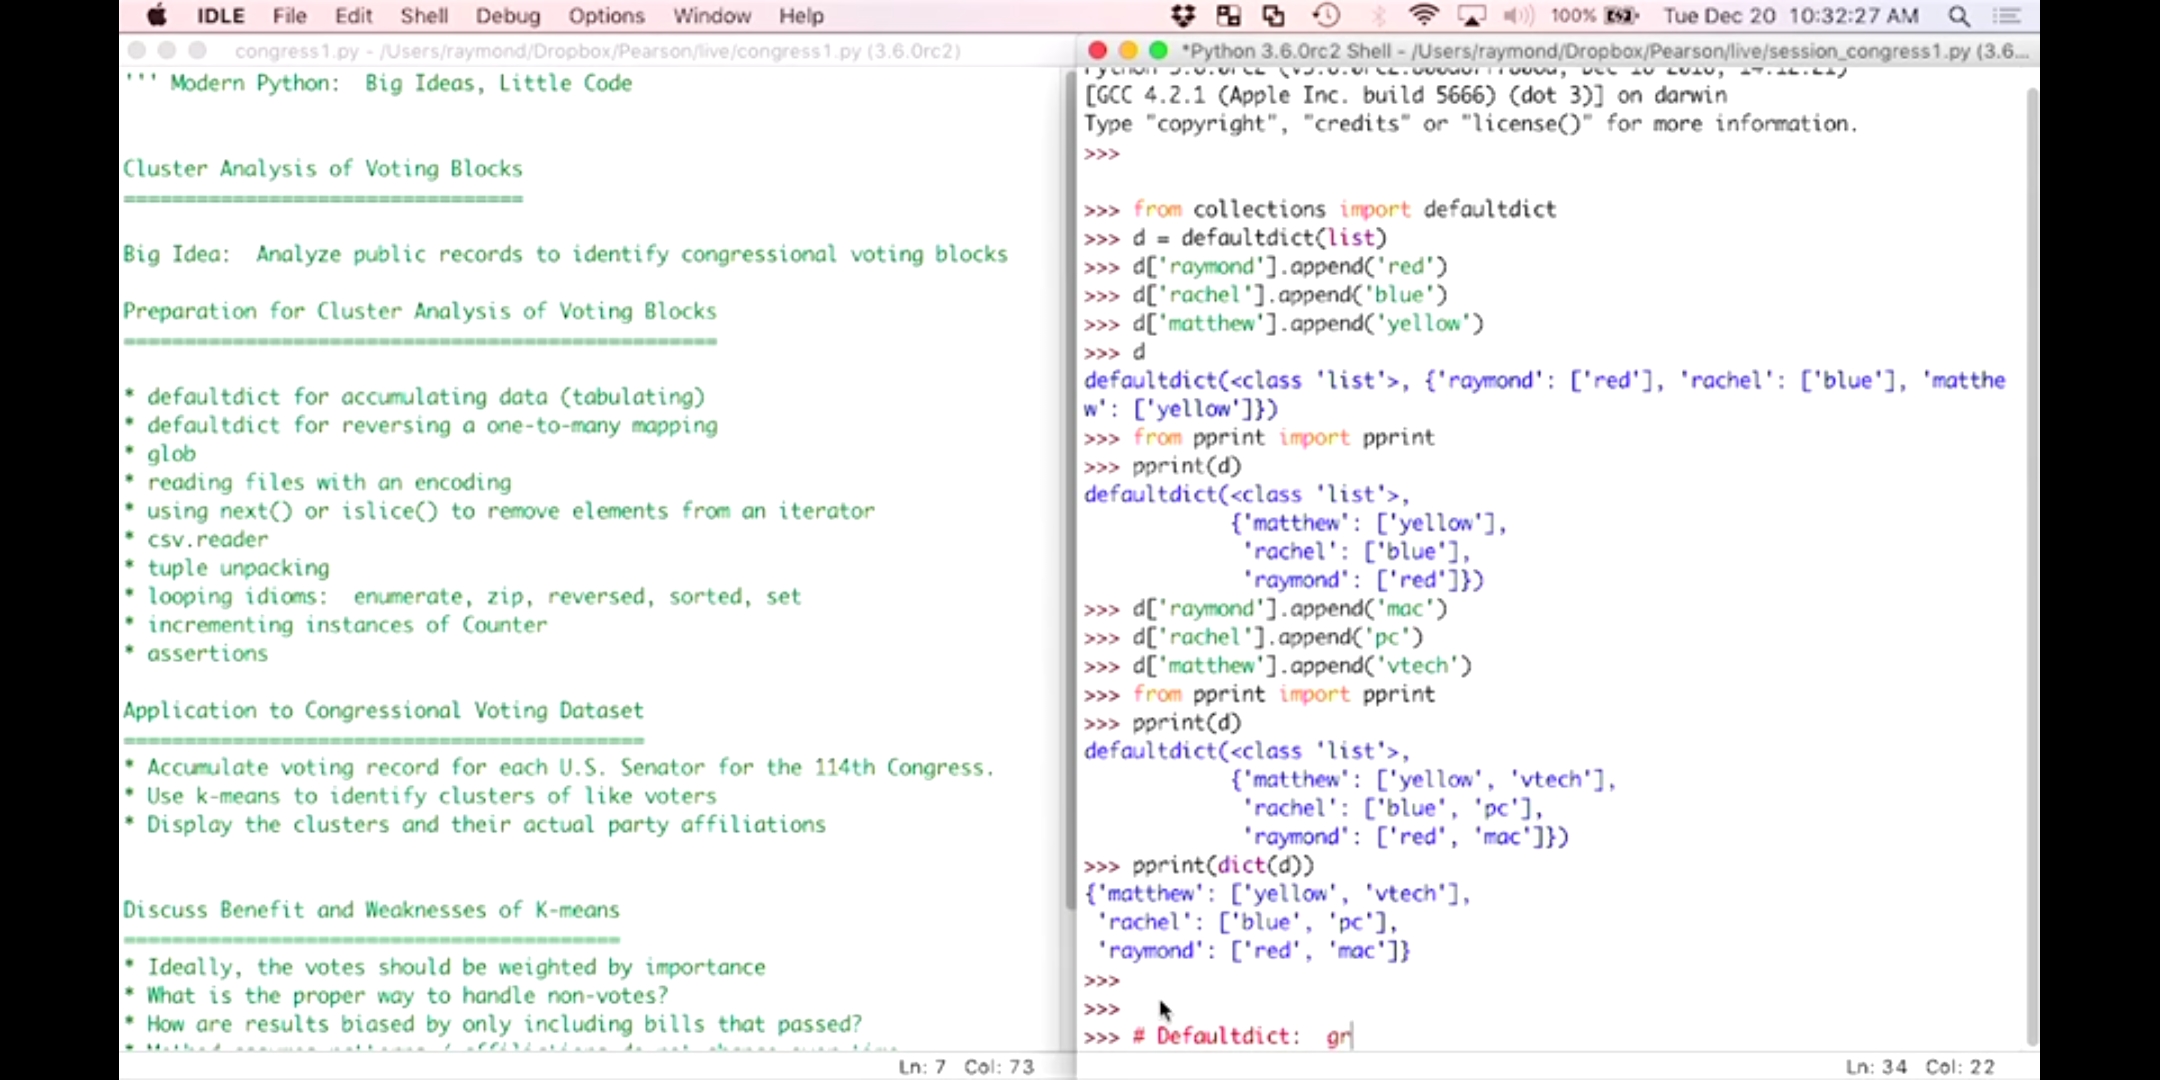 IDLE File Edit Shell Debug Options Window Help 100% Tue Dec 20 10:32:27 AM
congress1.py - /Users/raymond/Dropbox/Pearson/live/congress1.py (3.6.0rc2)
''' Modern Python:  Big Ideas, Little Code
Cluster Analysis of Voting Blocks
=================================
Big Idea:  Analyze public records to identify congressional voting blocks
Preparation for Cluster Analysis of Voting Blocks
=================================================
* defaultdict for accumulating data (tabulating)
* defaultdict for reversing a one-to-many mapping
* glob
* reading files with an encoding
* using next() or islice() to remove elements from an iterator
* csv.reader
* tuple unpacking
* looping idioms:  enumerate, zip, reversed, sorted, set
* incrementing instances of Counter
* assertions
Application to Congressional Voting Dataset
===========================================
* Accumulate voting record for each U.S. Senator for the 114th Congress.
* Use k-means to identify clusters of like voters
* Display the clusters and their actual party affiliations
Discuss Benefit and Weaknesses of K-means
=========================================
* Ideally, the votes should be weighted by importance
* What is the proper way to handle non-votes?
* How are results biased by only including bills that passed?
Ln: 7 Col: 73
*Python 3.6.0rc2 Shell - /Users/raymond/Dropbox/Pearson/live/session_congress1.py (3.6...
[GCC 4.2.1 (Apple Inc. build 5666) (dot 3)] on darwin
Type "copyright", "credits" or "license()" for more information.
>>>
>>> from collections import defaultdict
>>> d = defaultdict(list)
>>> d['raymond'].append('red')
>>> d['rachel'].append('blue')
>>> d['matthew'].append('yellow')
>>> d
defaultdict(<class 'list'>, {'raymond': ['red'], 'rachel': ['blue'], 'matthe
w': ['yellow']})
>>> from pprint import pprint
>>> pprint(d)
defaultdict(<class 'list'>,
            {'matthew': ['yellow'],
             'rachel': ['blue'],
             'raymond': ['red']})
>>> d['raymond'].append('mac')
>>> d['rachel'].append('pc')
>>> d['matthew'].append('vtech')
>>> from pprint import pprint
>>> pprint(d)
defaultdict(<class 'list'>,
            {'matthew': ['yellow', 'vtech'],
             'rachel': ['blue', 'pc'],
             'raymond': ['red', 'mac']})
>>> pprint(dict(d))
{'matthew': ['yellow', 'vtech'],
 'rachel': ['blue', 'pc'],
 'raymond': ['red', 'mac']}
>>>
>>>
>>> # Defaultdict:  gr
Ln: 34 Col: 22